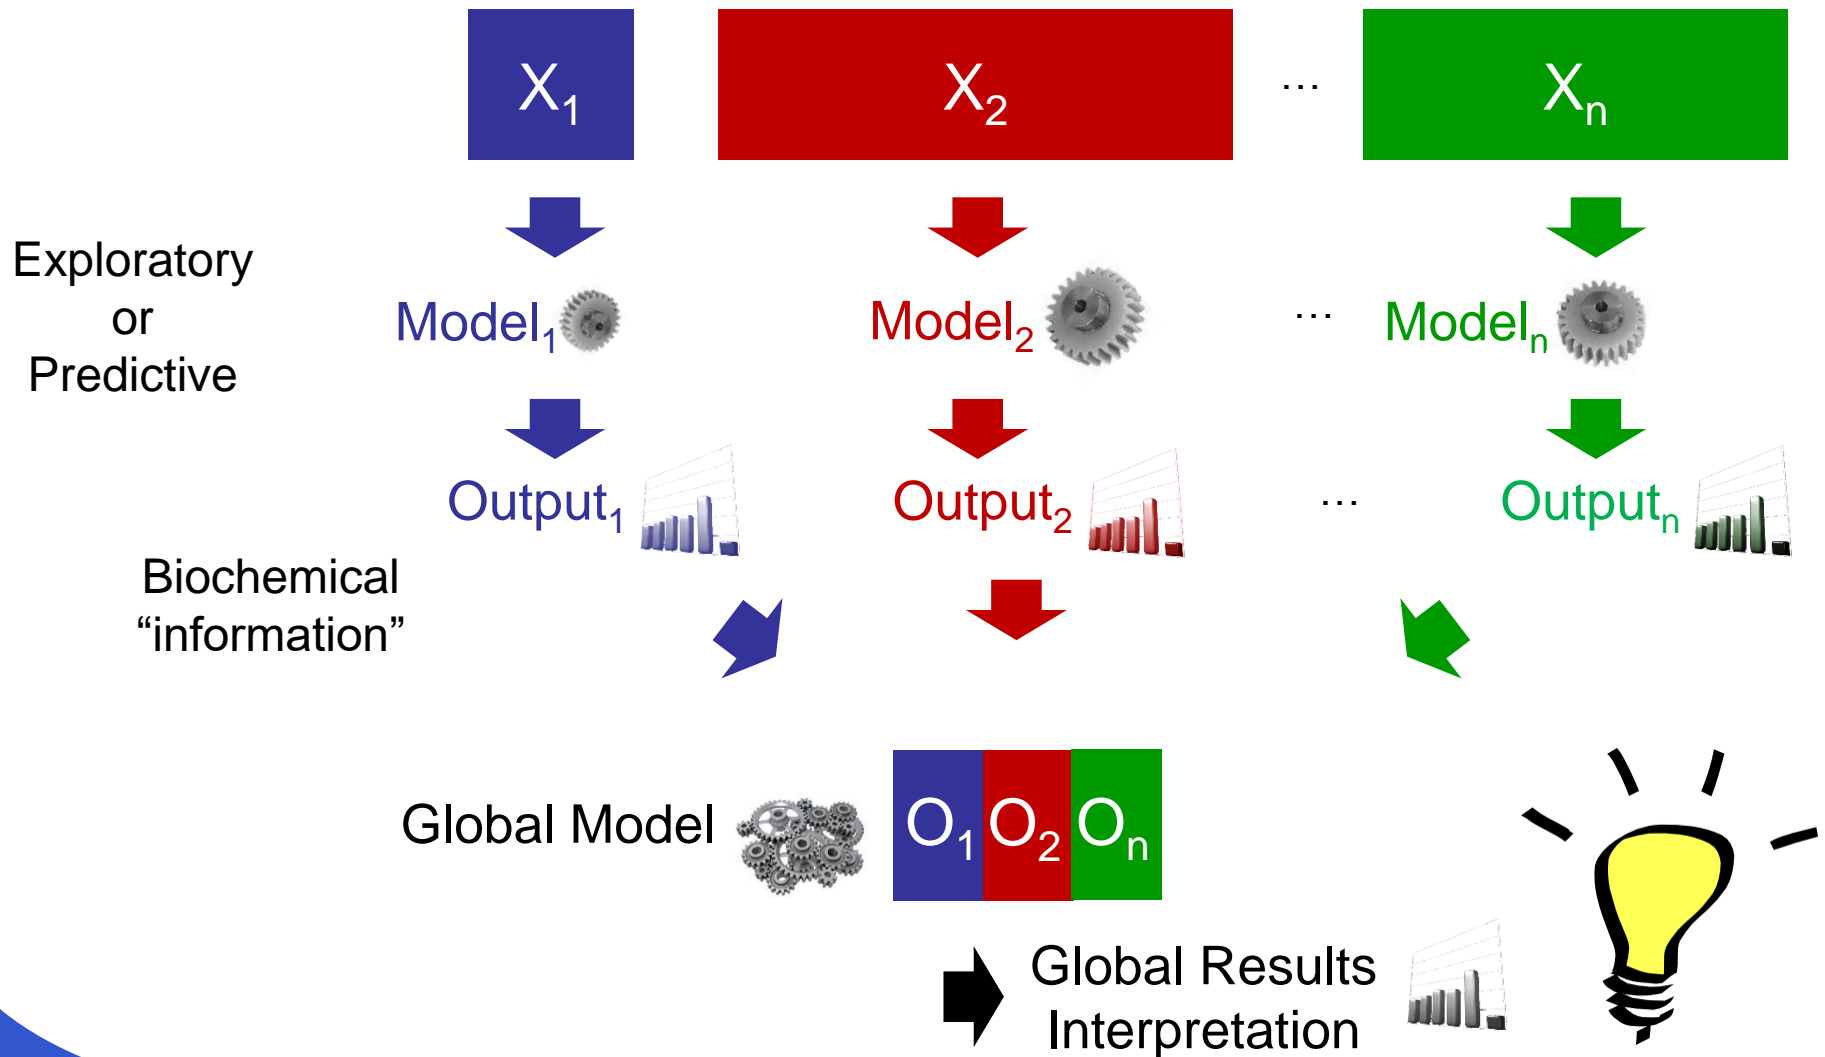 X₁ X₂ ... Xₙ
Exploratory
or
Predictive
Model₁ Model₂ ... Modelₙ
Output₁ Output₂ ... Outputₙ
Biochemical
“information”
Global Model O₁ O₂ Oₙ
Global Results
Interpretation